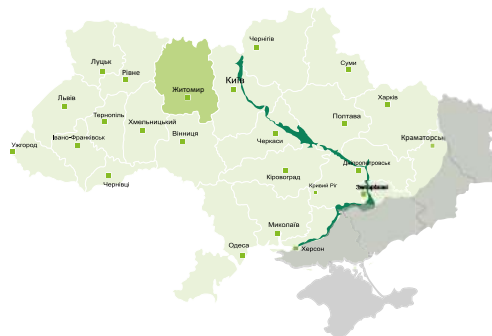 Чернігів
Луцьк
Рівне
Суми
Київ
Житомир
Львів
Харків
Тернопіль
Полтава
Хмельницький
Черкаси
Вінниця
Івано-Франківськ
Краматорськ
Ужгород
Дніпропетровськ
Кіровоград
Чернівці
Кривий Ріг
Миколаїв
Одеса
Херсон